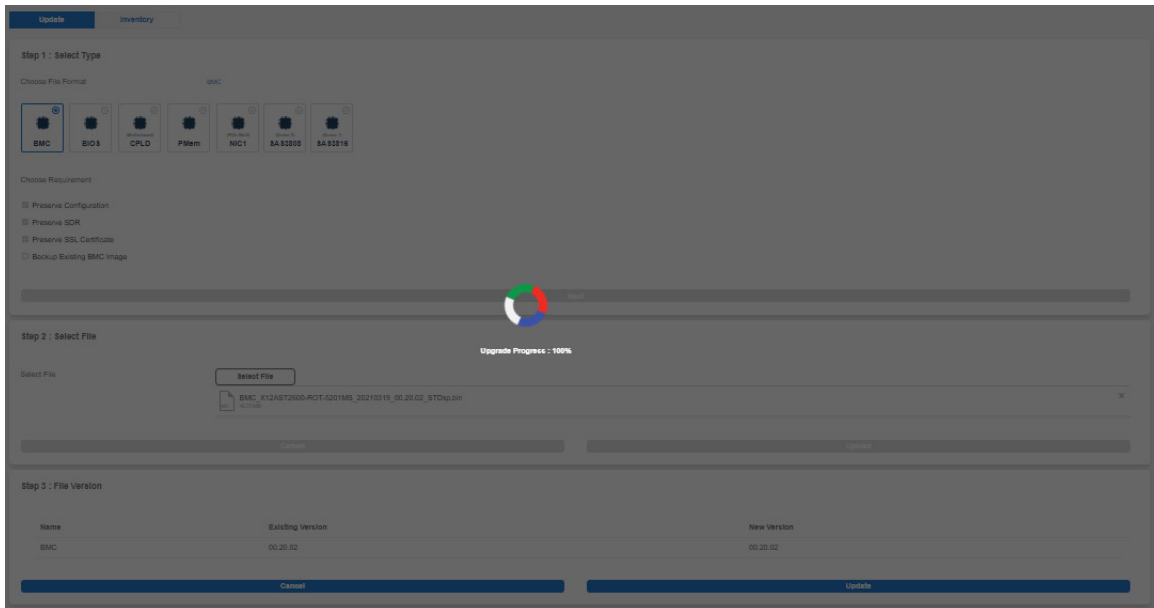 Update Inventory
Step 1 : Select Type
Choose File Format BMC
BMC BIOS CPLD PMem NIC1 SAS3808 SAS3816
Choose Requirement
Preserve Configuration
Preserve SDR
Preserve SSL Certificate
Backup Existing BMC Image
Next
Upgrade Progress : 100%
Step 2 : Select File
Select File Select File
BMC_X12AST2600-ROT-5201MS_20210319_00.20.02_STDsp.bin
Cancel Upload
Step 3 : File Version
Name Existing Version New Version
BMC 00.20.02 00.20.02
Cancel Update